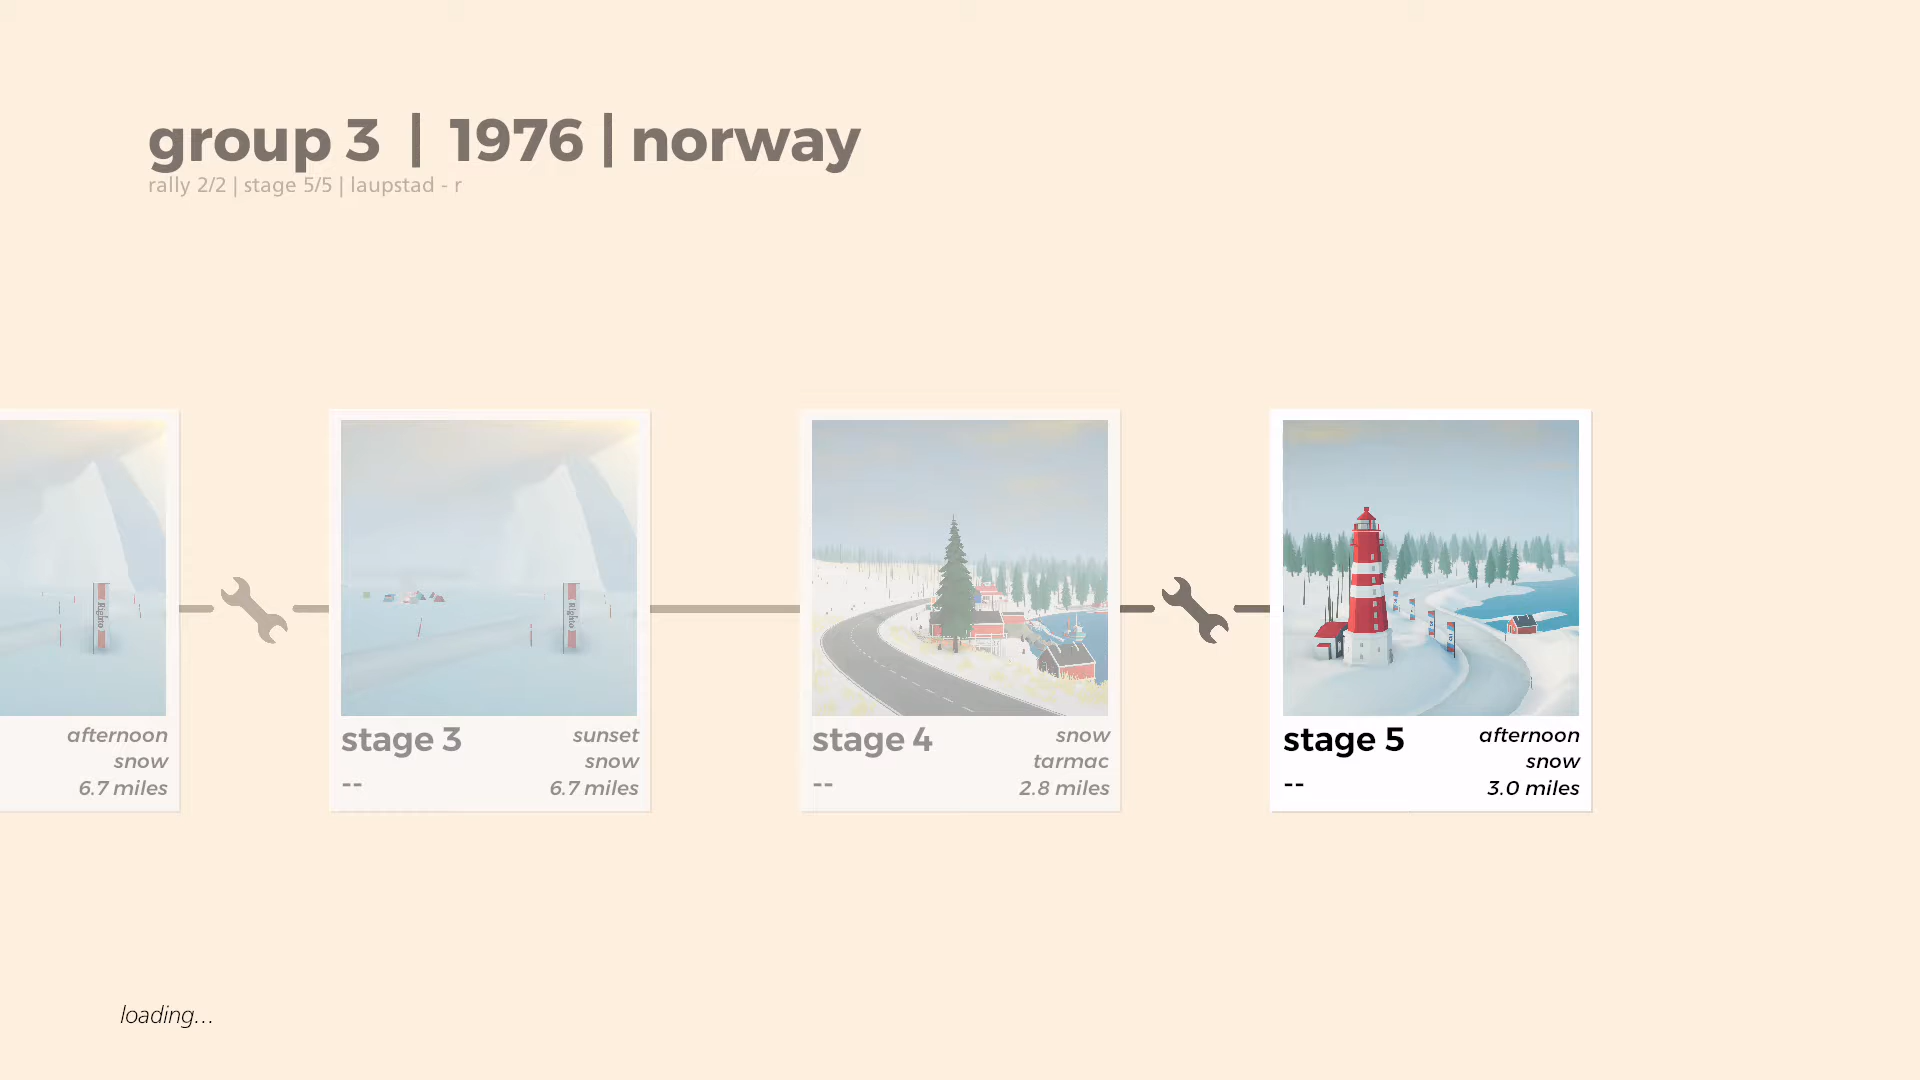 group 3 | 1976 | norway
rally 2/2 | stage 5/5 | laupstad - r
Righto
Righto
afternoon
snow
6.7 miles
stage 3
--
sunset
snow
6.7 miles
stage 4
--
snow
tarmac
2.8 miles
stage 5
--
afternoon
snow
3.0 miles
loading...